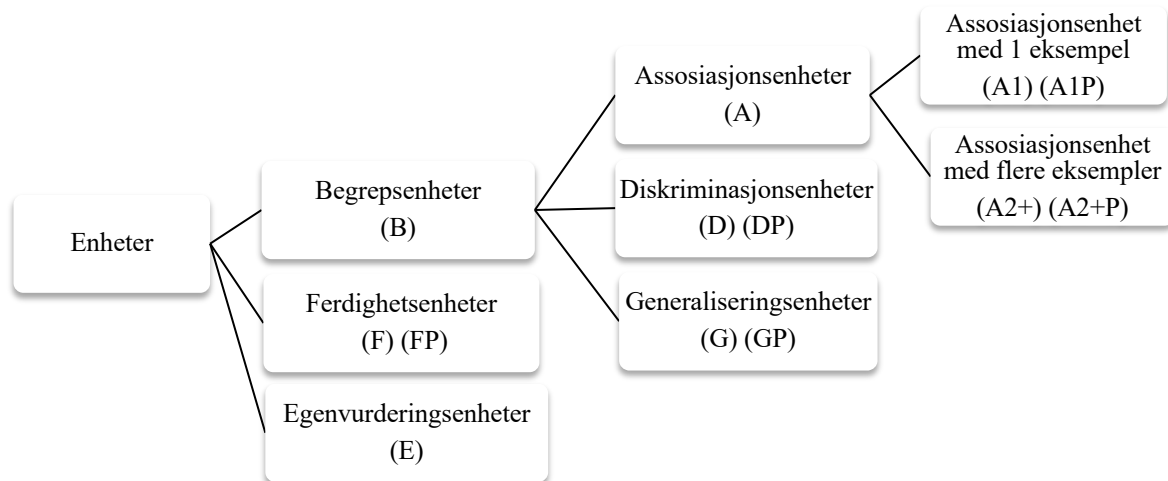 Enheter
Begrepsenheter
(B)
Ferdighetsenheter
(F) (FP)
Egenvurderingsenheter
(E)
Assosiasjonsenheter
(A)
Diskriminasjonsenheter
(D) (DP)
Generaliseringsenheter
(G) (GP)
Assosiasjonsenhet
med 1 eksempel
(A1) (A1P)
Assosiasjonsenhet
med flere eksempler
(A2+) (A2+P)